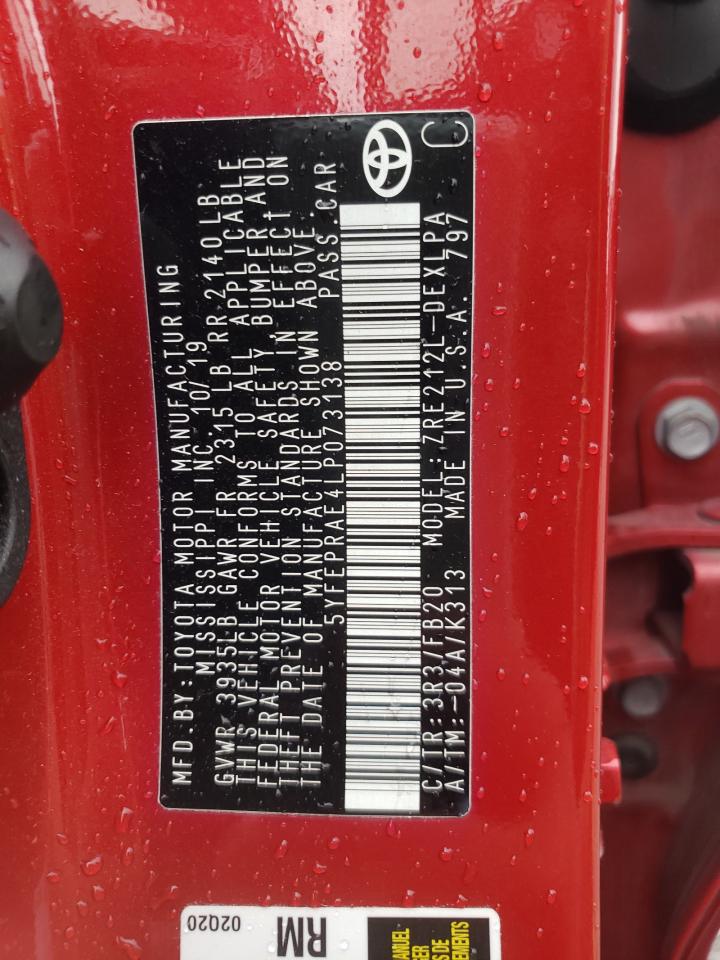 MFD.BY:TOYOTA MOTOR MANUFACTURING
MISSISSIPPI INC. 10/19
GVWR 3935LB GAWR FR 2315 LB RR 2140LB
THIS VEHICLE CONFORMS TO ALL APPLICABLE
FEDERAL MOTOR VEHICLE SAFETY, BUMPER AND
THEFT PREVENTION STANDARDS IN EFFECT ON
THE DATE OF MANUFACTURE SHOWN ABOVE.
5YFEPRAE4LP073138 PASS.CAR
C/TR:3R3/FB20 MODEL:ZRE212L-DEXLPA
A/TM:-04A/K313 MADE IN U.S.A. 797
C
02Q20
RM